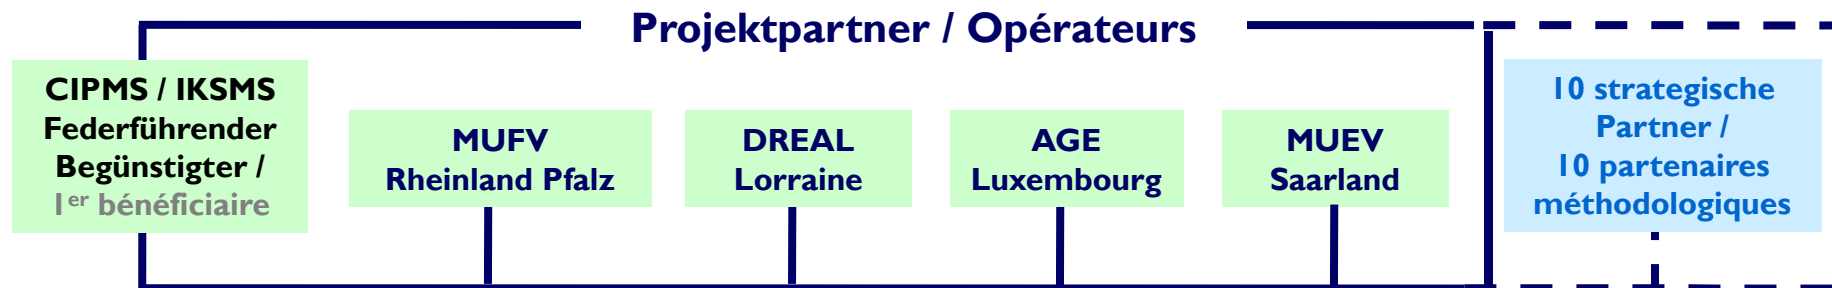 Projektpartner / Opérateurs
CIPMS / IKSMS
Federführender
Begünstigter /
1er bénéficiaire
MUFV
Rheinland Pfalz
DREAL
Lorraine
AGE
Luxembourg
MUEV
Saarland
10 strategische
Partner /
10 partenaires
méthodologiques